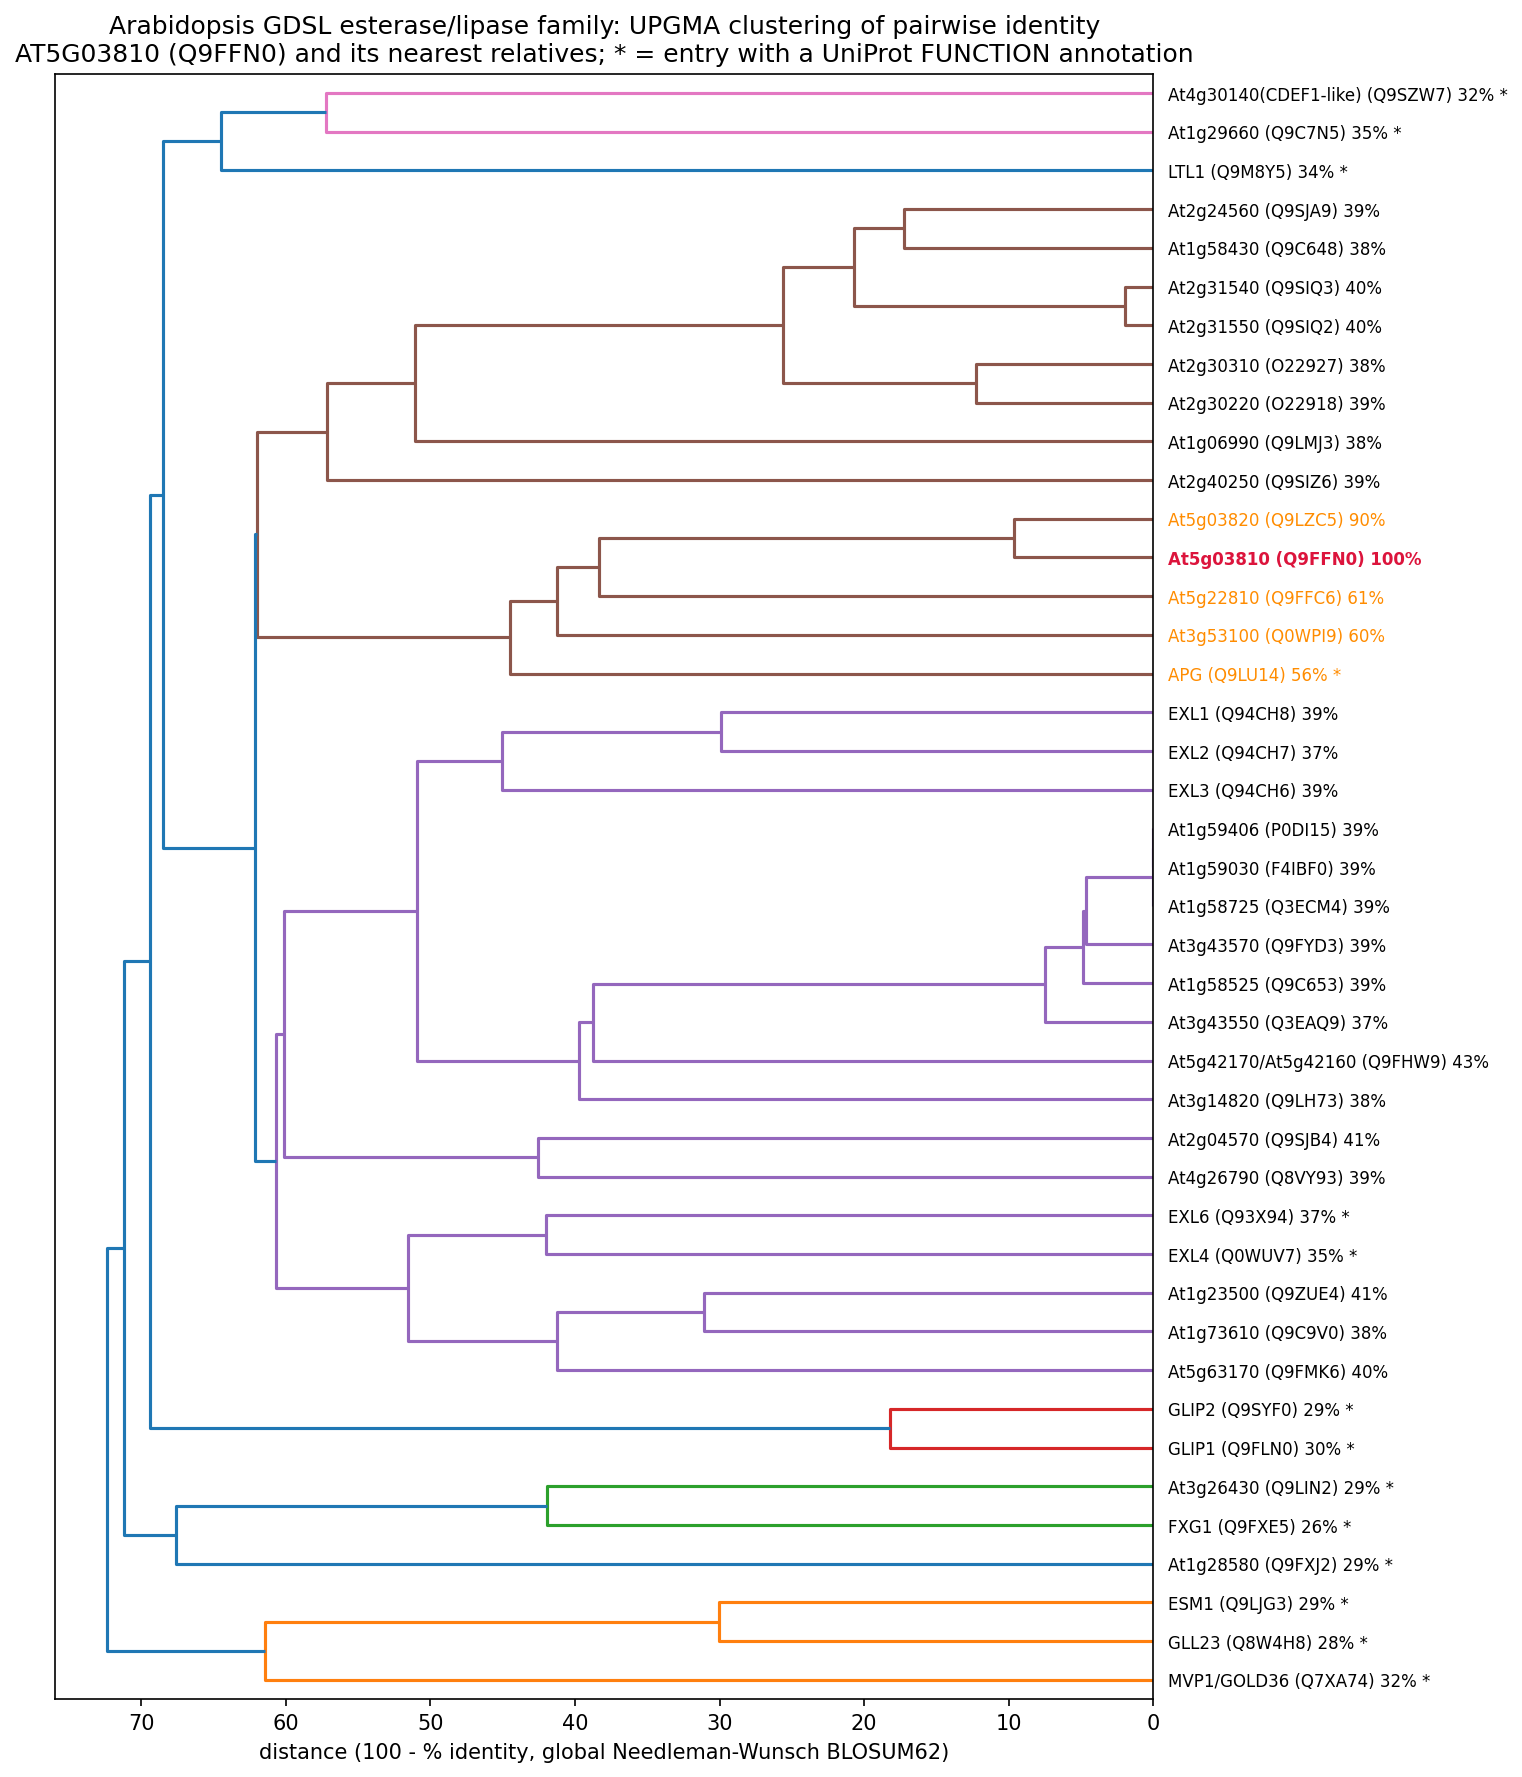 Arabidopsis GDSL esterase/lipase family: UPGMA clustering of pairwise identity
AT5G03810 (Q9FFN0) and its nearest relatives; * = entry with a UniProt FUNCTION annotation
At4g30140(CDEF1-like) (Q9SZW7) 32% *
At1g29660 (Q9C7N5) 35% *
LTL1 (Q9M8Y5) 34% *
At2g24560 (Q9SJA9) 39%
At1g58430 (Q9C648) 38%
At2g31540 (Q9SIQ3) 40%
At2g31550 (Q9SIQ2) 40%
At2g30310 (O22927) 38%
At2g30220 (O22918) 39%
At1g06990 (Q9LMJ3) 38%
At2g40250 (Q9SIZ6) 39%
At5g03820 (Q9LZC5) 90%
At5g03810 (Q9FFN0) 100%
At5g22810 (Q9FFC6) 61%
At3g53100 (Q0WPI9) 60%
APG (Q9LU14) 56% *
EXL1 (Q94CH8) 39%
EXL2 (Q94CH7) 37%
EXL3 (Q94CH6) 39%
At1g59406 (P0DI15) 39%
At1g59030 (F4IBF0) 39%
At1g58725 (Q3ECM4) 39%
At3g43570 (Q9FYD3) 39%
At1g58525 (Q9C653) 39%
At3g43550 (Q3EAQ9) 37%
At5g42170/At5g42160 (Q9FHW9) 43%
At3g14820 (Q9LH73) 38%
At2g04570 (Q9SJB4) 41%
At4g26790 (Q8VY93) 39%
EXL6 (Q93X94) 37% *
EXL4 (Q0WUV7) 35% *
At1g23500 (Q9ZUE4) 41%
At1g73610 (Q9C9V0) 38%
At5g63170 (Q9FMK6) 40%
GLIP2 (Q9SYF0) 29% *
GLIP1 (Q9FLN0) 30% *
At3g26430 (Q9LIN2) 29% *
FXG1 (Q9FXE5) 26% *
At1g28580 (Q9FXJ2) 29% *
ESM1 (Q9LJG3) 29% *
GLL23 (Q8W4H8) 28% *
MVP1/GOLD36 (Q7XA74) 32% *
70 60 50 40 30 20 10 0
distance (100 - % identity, global Needleman-Wunsch BLOSUM62)